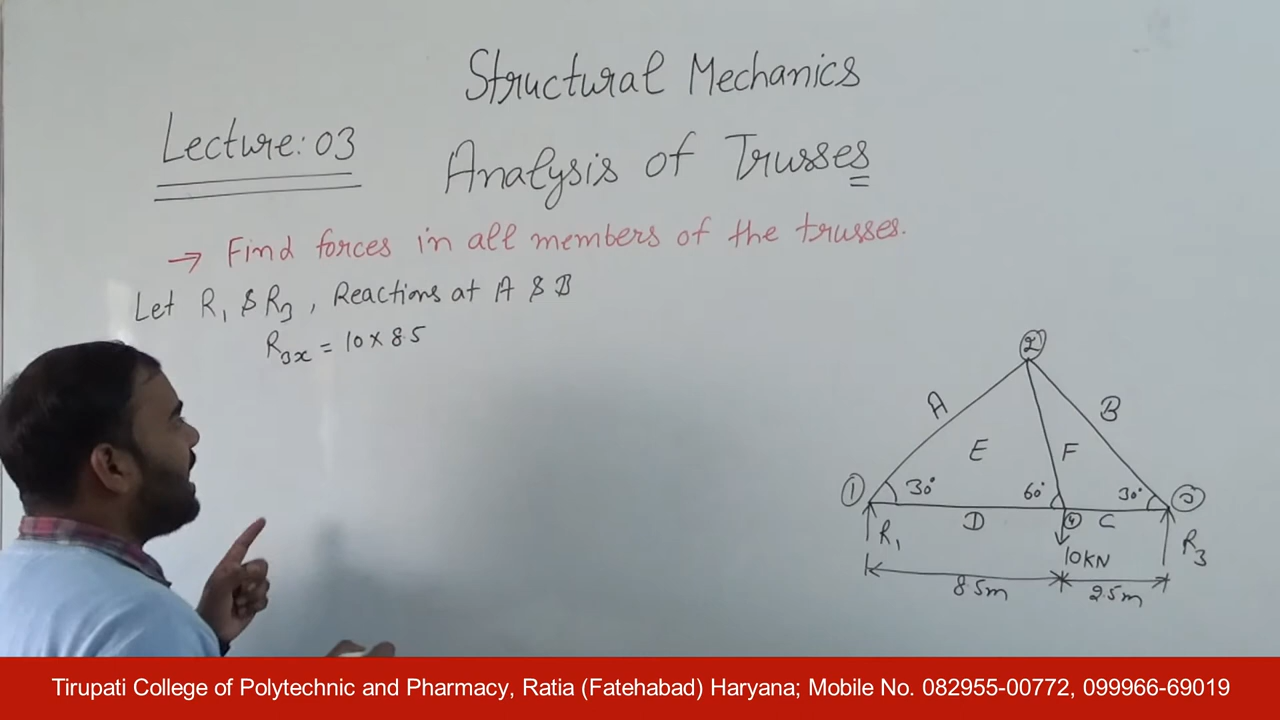 Structural Mechanics
Lecture: 03
Analysis of Trusses
→ Find forces in all members of the trusses.
Let R₁ & R₃, Reactions at A & B
R₃x = 10 x 8.5
2
A
B
E
F
1
30°
60°
30°
3
D
4
C
R₁
10KN
R₃
8.5m
2.5m
Tirupati College of Polytechnic and Pharmacy, Ratia (Fatehabad) Haryana; Mobile No. 082955-00772, 099966-69019